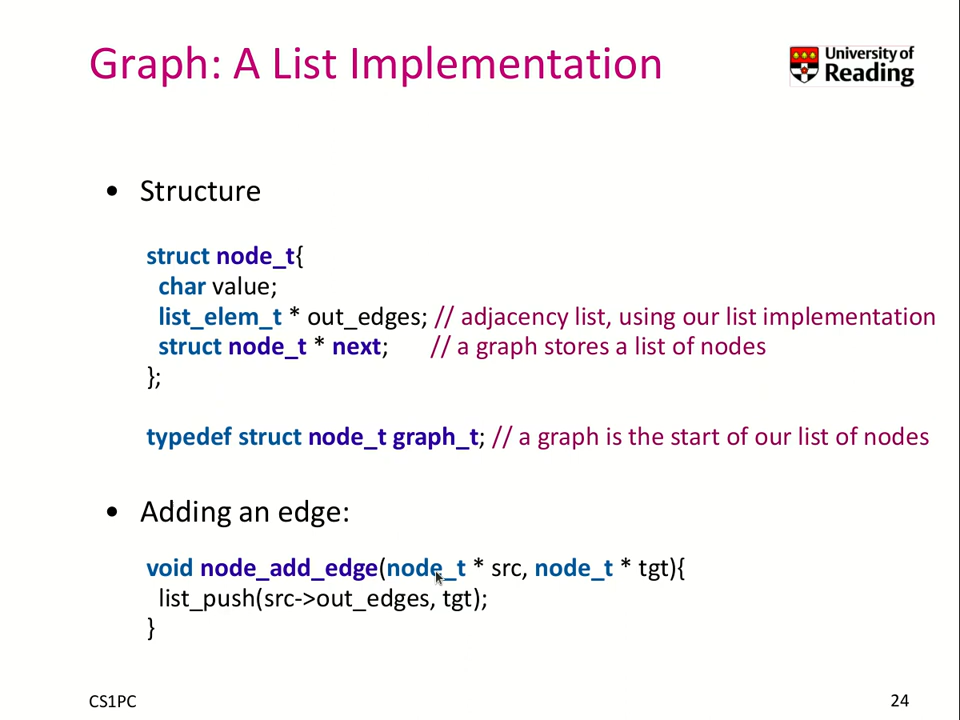 Graph: A List Implementation
University of
Reading
• Structure
struct node_t{
char value;
list_elem_t * out_edges; // adjacency list, using our list implementation
struct node_t * next; // a graph stores a list of nodes
};
typedef struct node_t graph_t; // a graph is the start of our list of nodes
• Adding an edge:
void node_add_edge(node_t * src, node_t * tgt){
list_push(src->out_edges, tgt);
}
CS1PC
24